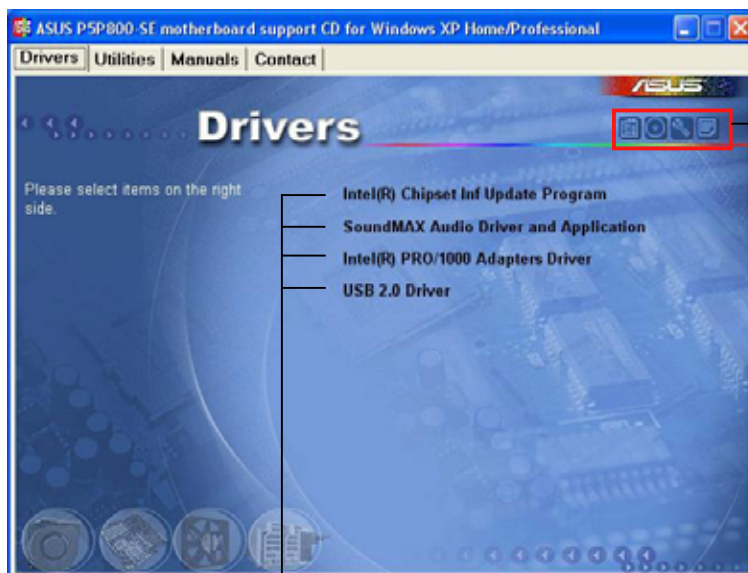 ASUS P5P800-SE motherboard support CD for Windows XP Home/Professional
Drivers Utilities Manuals Contact
ASUS
Drivers
Please select items on the right
side.
Intel(R) Chipset Inf Update Program
SoundMAX Audio Driver and Application
Intel(R) PRO/1000 Adapters Driver
USB 2.0 Driver